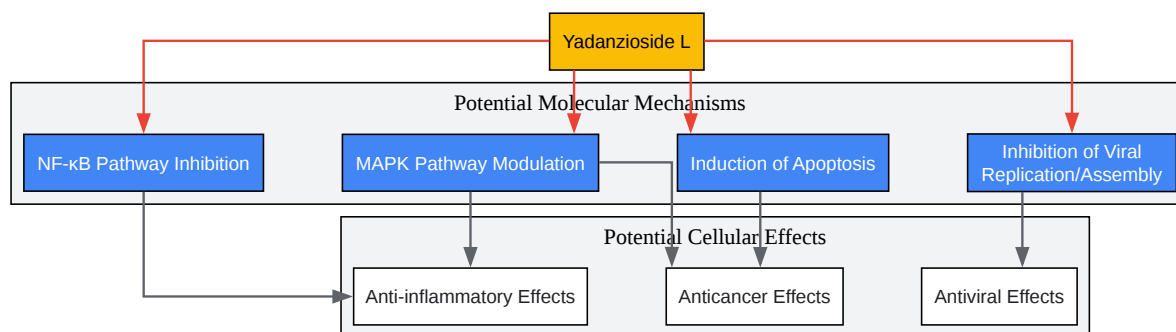 Yadanzioside L
Potential Molecular Mechanisms
NF-κB Pathway Inhibition
MAPK Pathway Modulation
Induction of Apoptosis
Inhibition of Viral
Replication/Assembly
Potential Cellular Effects
Anti-inflammatory Effects
Anticancer Effects
Antiviral Effects